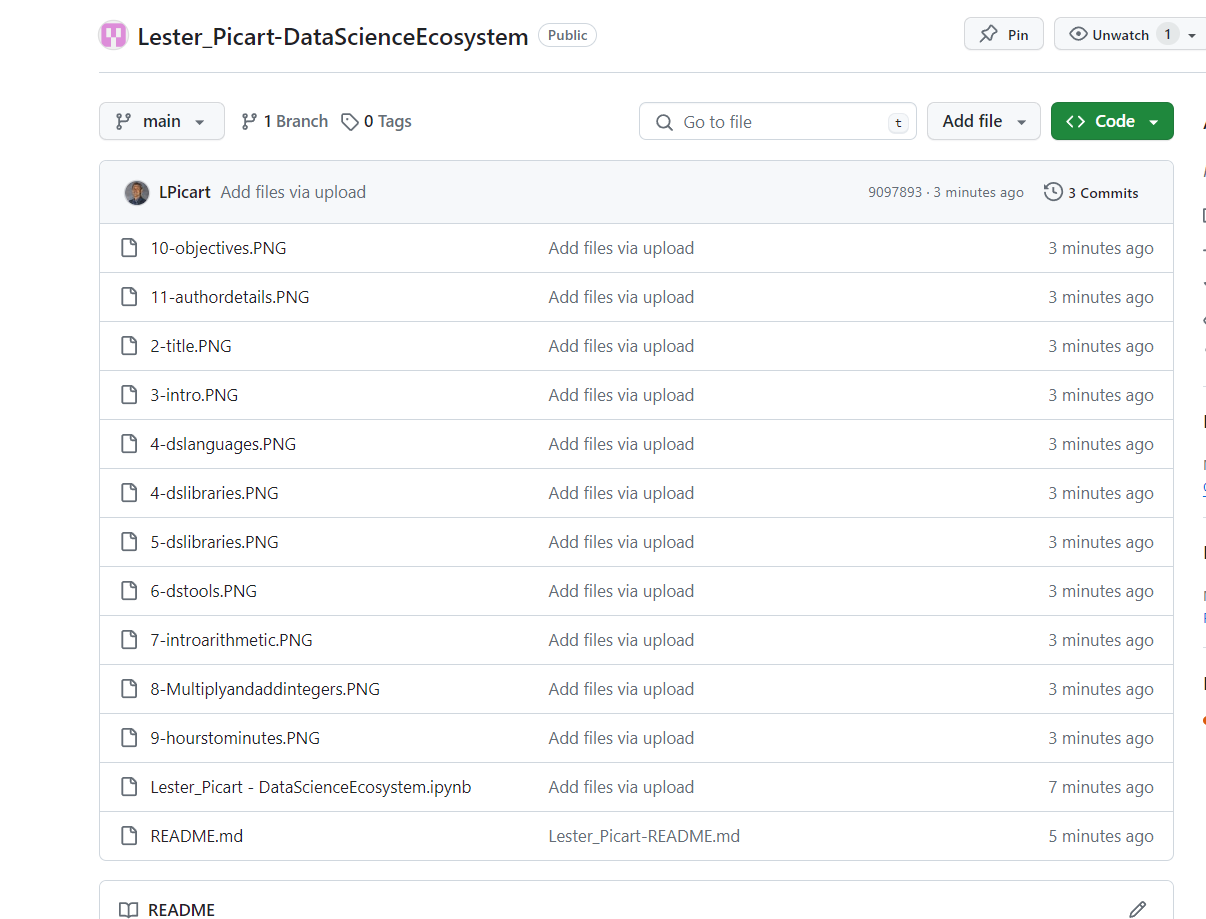 Lester_Picart-DataScienceEcosystem Public Pin Unwatch 1
main 1 Branch 0 Tags Go to file t Add file Code
LPicart Add files via upload 9097893 · 3 minutes ago 3 Commits
10-objectives.PNG Add files via upload 3 minutes ago
11-authordetails.PNG Add files via upload 3 minutes ago
2-title.PNG Add files via upload 3 minutes ago
3-intro.PNG Add files via upload 3 minutes ago
4-dslanguages.PNG Add files via upload 3 minutes ago
4-dslibraries.PNG Add files via upload 3 minutes ago
5-dslibraries.PNG Add files via upload 3 minutes ago
6-dstools.PNG Add files via upload 3 minutes ago
7-introarithmetic.PNG Add files via upload 3 minutes ago
8-Multiplyandaddintegers.PNG Add files via upload 3 minutes ago
9-hourstominutes.PNG Add files via upload 3 minutes ago
Lester_Picart - DataScienceEcosystem.ipynb Add files via upload 7 minutes ago
README.md Lester_Picart-README.md 5 minutes ago
README